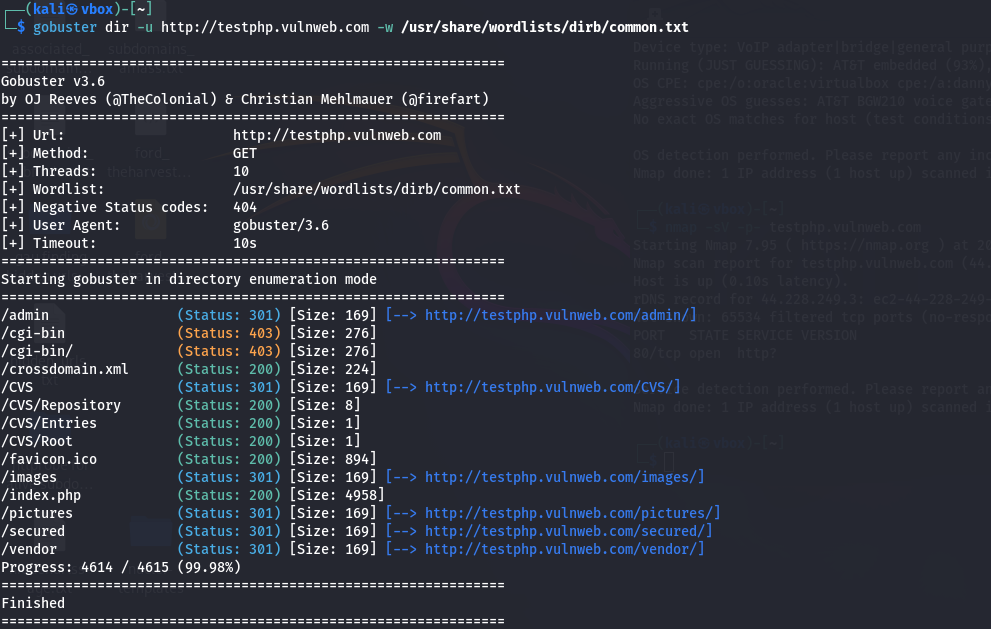 ┌──(kali㉿vbox)-[~]
└─$ gobuster dir -u http://testphp.vulnweb.com -w /usr/share/wordlists/dirb/common.txt
===============================================================
Gobuster v3.6
by OJ Reeves (@TheColonial) & Christian Mehlmauer (@firefart)
===============================================================
[+] Url:                     http://testphp.vulnweb.com
[+] Method:                  GET
[+] Threads:                 10
[+] Wordlist:                /usr/share/wordlists/dirb/common.txt
[+] Negative Status codes:   404
[+] User Agent:              gobuster/3.6
[+] Timeout:                 10s
===============================================================
Starting gobuster in directory enumeration mode
===============================================================
/admin                (Status: 301) [Size: 169] [--> http://testphp.vulnweb.com/admin/]
/cgi-bin              (Status: 403) [Size: 276]
/cgi-bin/             (Status: 403) [Size: 276]
/crossdomain.xml      (Status: 200) [Size: 224]
/CVS                  (Status: 301) [Size: 169] [--> http://testphp.vulnweb.com/CVS/]
/CVS/Repository       (Status: 200) [Size: 8]
/CVS/Entries          (Status: 200) [Size: 1]
/CVS/Root             (Status: 200) [Size: 1]
/favicon.ico          (Status: 200) [Size: 894]
/images               (Status: 301) [Size: 169] [--> http://testphp.vulnweb.com/images/]
/index.php            (Status: 200) [Size: 4958]
/pictures             (Status: 301) [Size: 169] [--> http://testphp.vulnweb.com/pictures/]
/secured              (Status: 301) [Size: 169] [--> http://testphp.vulnweb.com/secured/]
/vendor               (Status: 301) [Size: 169] [--> http://testphp.vulnweb.com/vendor/]
Progress: 4614 / 4615 (99.98%)
===============================================================
Finished
===============================================================
Device type: VoIP adapter|bridge|general purp
Running (JUST GUESSING): AT&T embedded (93%),
OS CPE: cpe:/o:oracle:virtualbox cpe:/a:danny
Aggressive OS guesses: AT&T BGW210 voice gate
No exact OS matches for host (test condition
OS detection performed. Please report any in
Nmap done: 1 IP address (1 host up) scanned i
┌──(kali㉿vbox)-[~]
└─$ nmap -sV -p- testphp.vulnweb.com
Starting Nmap 7.95 ( https://nmap.org ) at 20
Nmap scan report for testphp.vulnweb.com (44.
Host is up (0.10s latency).
rDNS record for 44.228.249.3: ec2-44-228-249-
65534 filtered tcp ports (no-respo
PORT   STATE SERVICE VERSION
80/tcp open  http?
detection performed. Please report an
Nmap done: 1 IP address (1 host up) scanned i
┌──(kali㉿vbox)-[~]
└─$